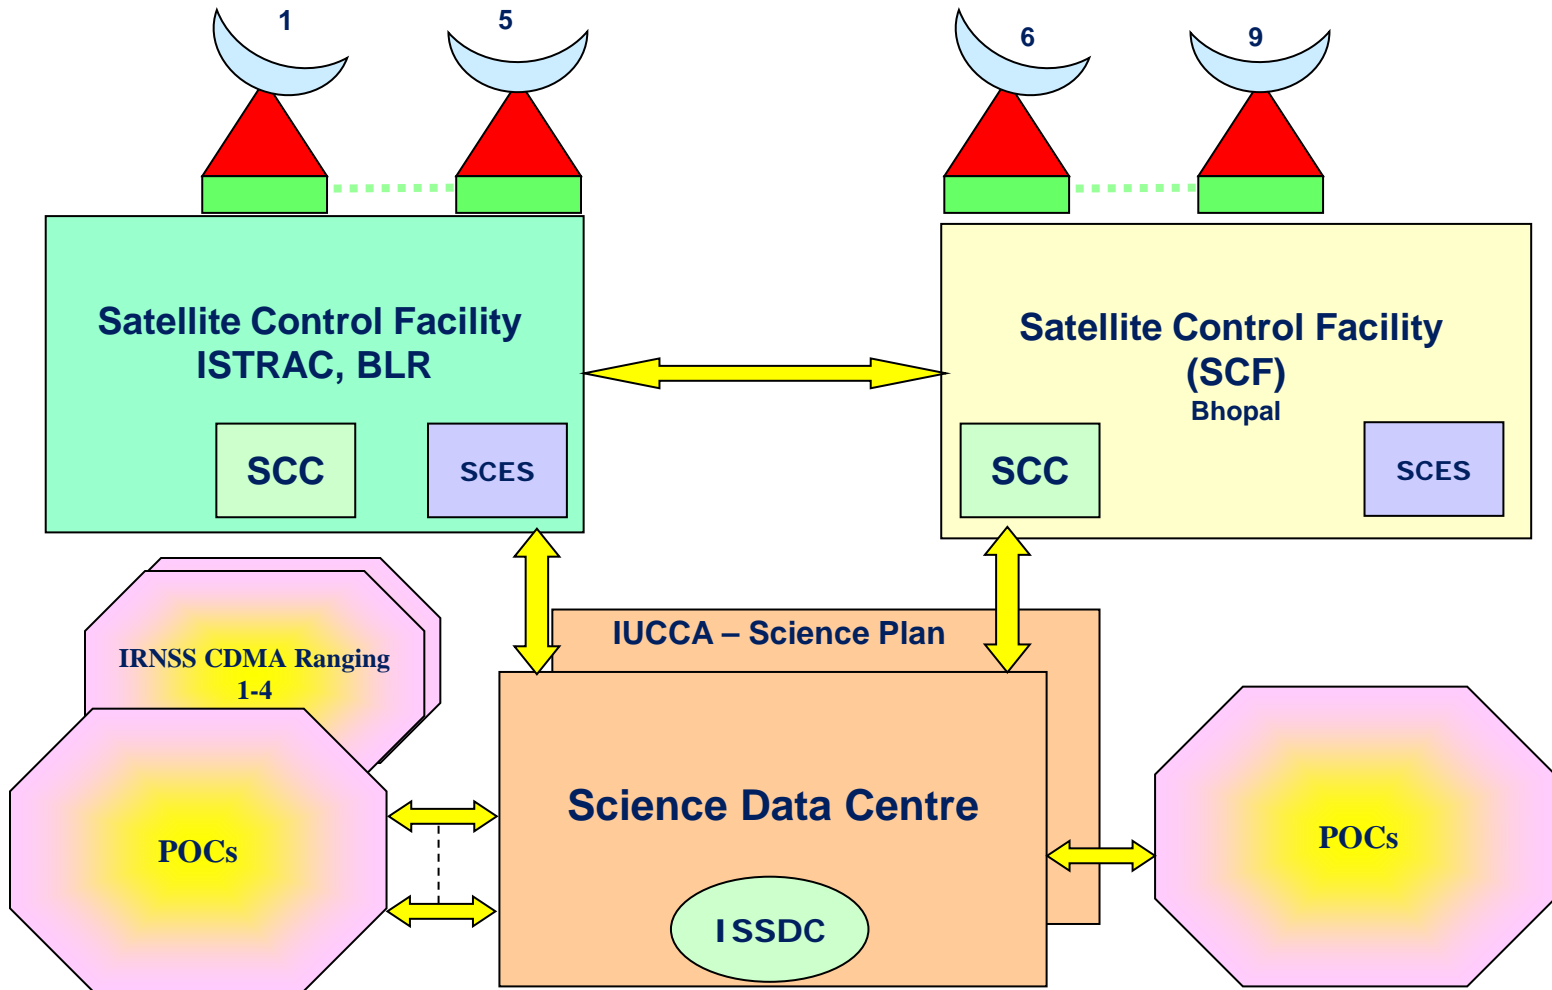 1
5
6
9
Satellite Control Facility
ISTRAC, BLR
SCC
SCES
Satellite Control Facility
(SCF)
Bhopal
SCC
SCES
IRNSS CDMA Ranging
1-4
IUCCA – Science Plan
Science Data Centre
ISSDC
POCs
POCs